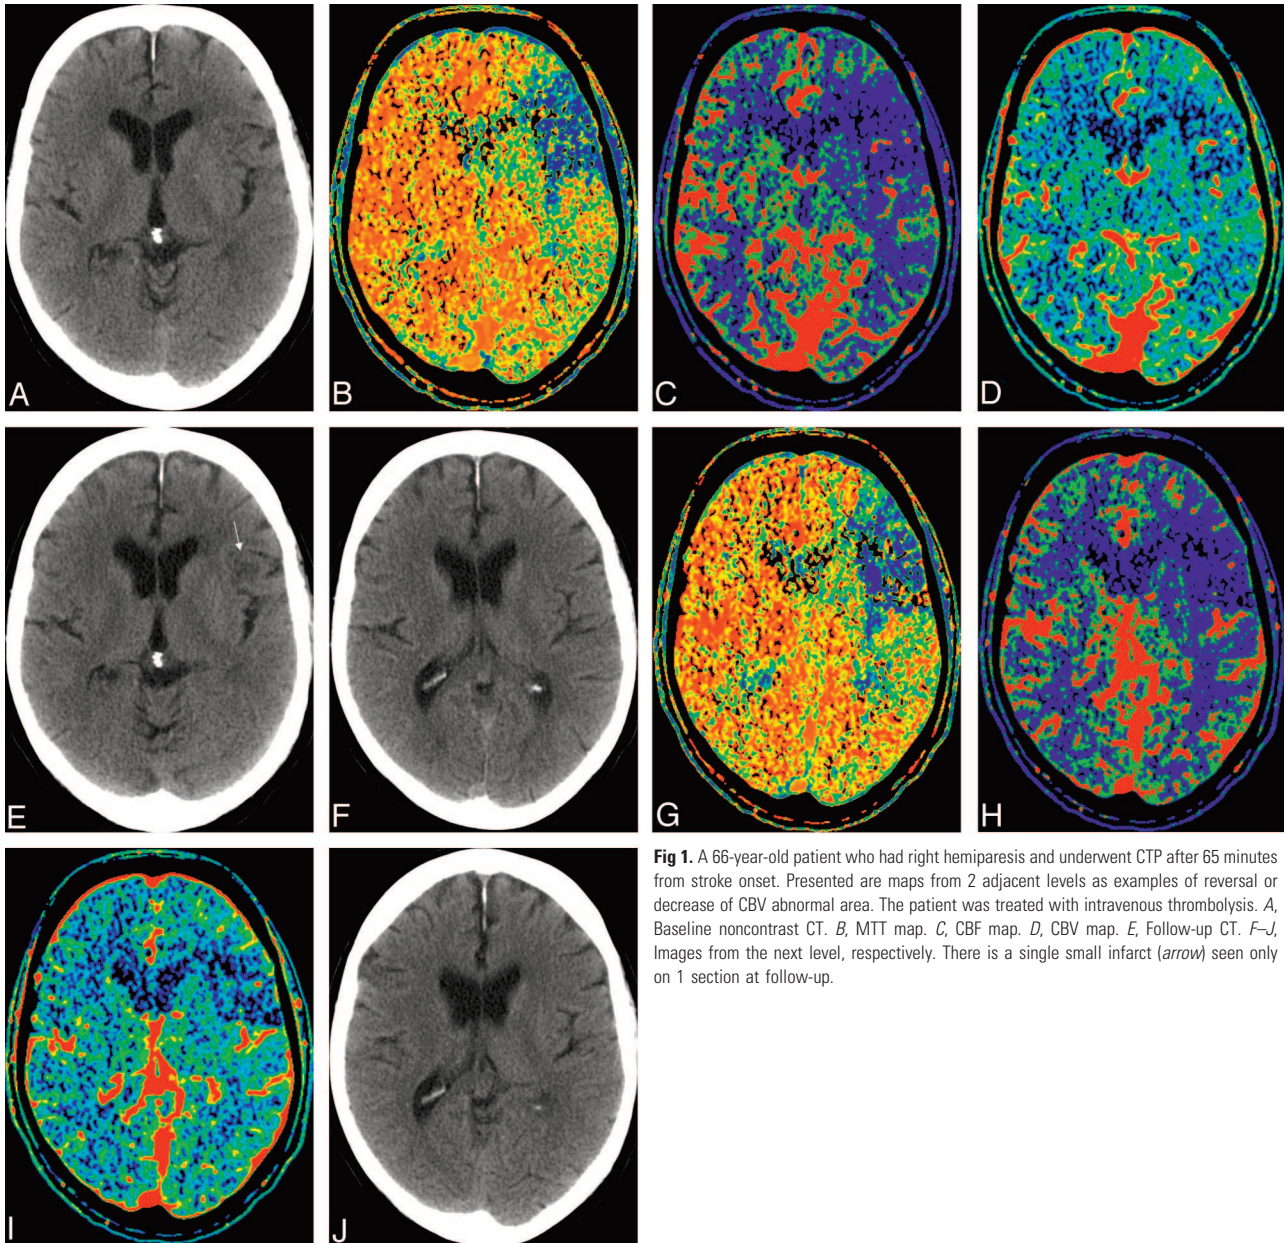 A
B
C
D
E
F
G
H
Fig 1. A 66-year-old patient who had right hemiparesis and underwent CTP after 65 minutes
from stroke onset. Presented are maps from 2 adjacent levels as examples of reversal or
decrease of CBV abnormal area. The patient was treated with intravenous thrombolysis. A,
Baseline noncontrast CT. B, MTT map. C, CBF map. D, CBV map. E, Follow-up CT. F–J,
Images from the next level, respectively. There is a single small infarct (arrow) seen only
on 1 section at follow-up.
I
J